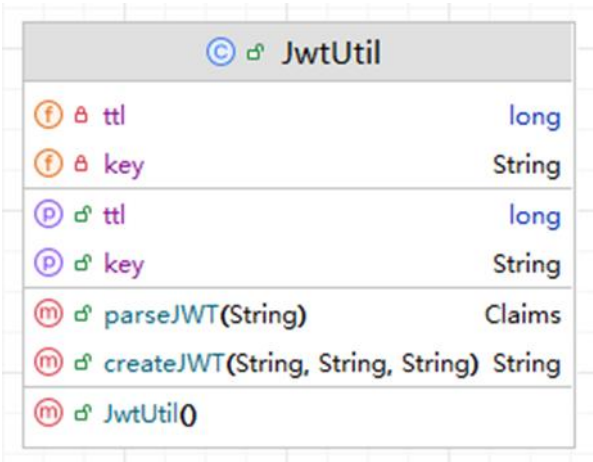 JwtUtil
ttl long
key String
ttl long
key String
parseJWT(String) Claims
createJWT(String, String, String) String
JwtUtil()